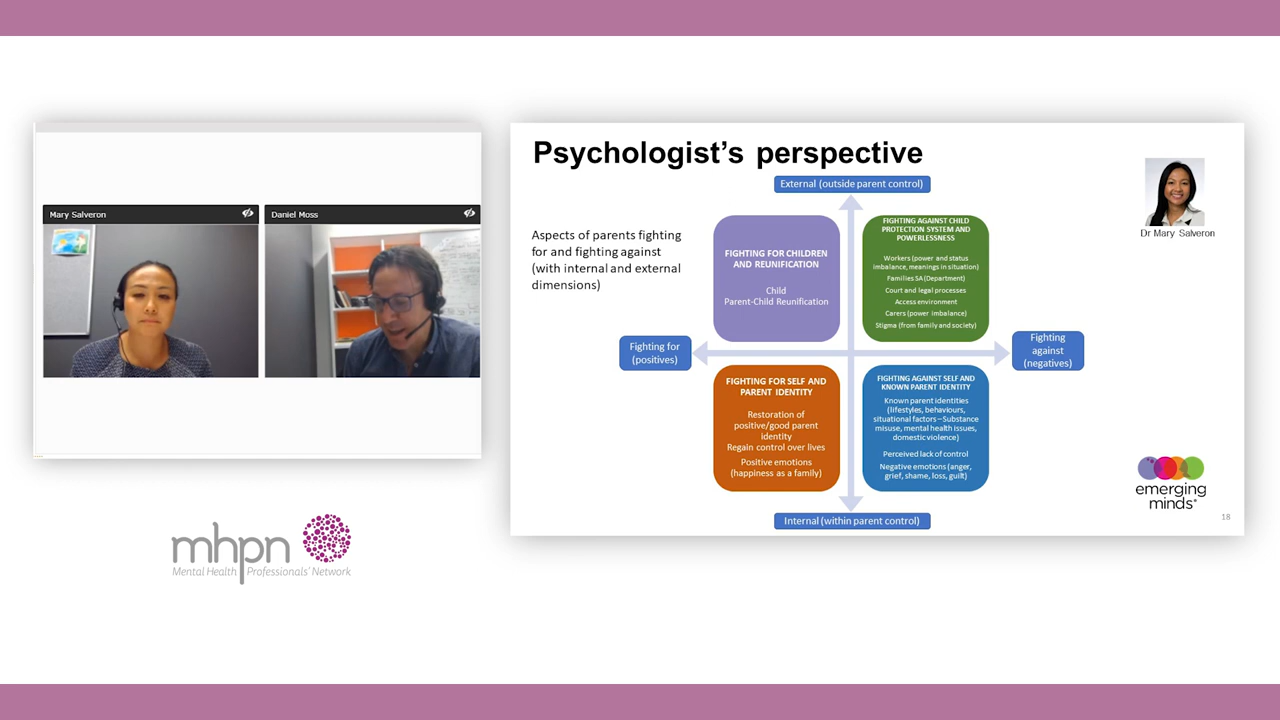 Mary Salveron
Daniel Moss
mhpn
Mental Health Professionals' Network
Psychologist's perspective
Aspects of parents fighting
for and fighting against
(with internal and external
dimensions)
External (outside parent control)
FIGHTING FOR CHILDREN
AND REUNIFICATION
Child
Parent-Child Reunification
FIGHTING AGAINST CHILD
PROTECTION SYSTEM AND
POWERLESSNESS
Workers (power and status
imbalance, meanings in situation)
Families SA (Department)
Court and legal processes
Access environment
Carers (power imbalance)
Stigma (from family and society)
Fighting for
(positives)
Fighting
against
(negatives)
FIGHTING FOR SELF AND
PARENT IDENTITY
Restoration of
positive/good parent
identity
Regain control over lives
Positive emotions
(happiness as a family)
FIGHTING AGAINST SELF AND
KNOWN PARENT IDENTITY
Known parent identities
(lifestyles, behaviours,
situational factors – Substance
misuse, mental health issues,
domestic violence)
Perceived lack of control
Negative emotions (anger,
grief, shame, loss, guilt)
Internal (within parent control)
Dr Mary Salveron
emerging
minds
18